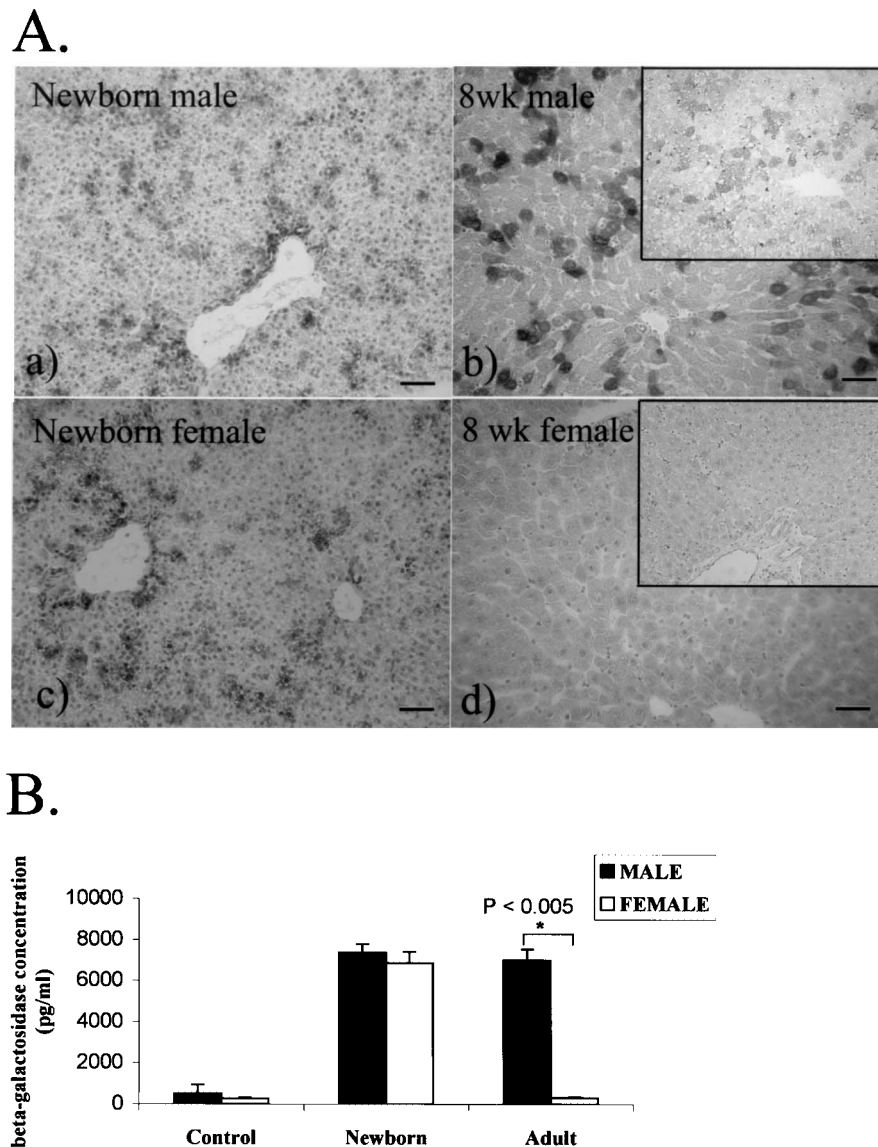 A.
Newborn male
8wk male
a)
b)
Newborn female
8 wk female
c)
d)
B.
beta-galactosidase concentration
(pg/ml)
10000
8000
6000
4000
2000
0
MALE
FEMALE
P < 0.005
*
Control
Newborn
Adult